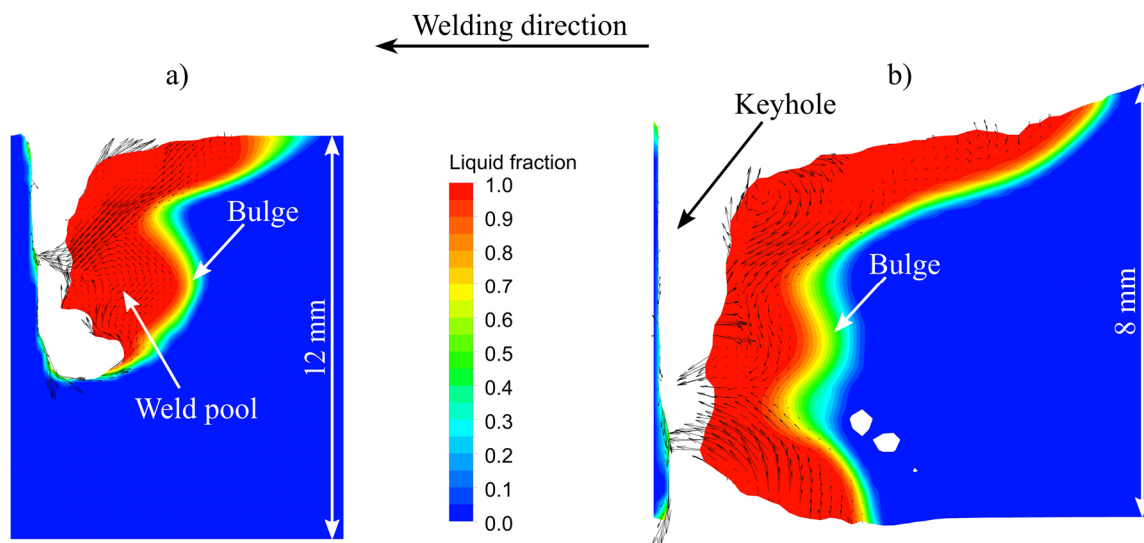 Welding direction
a)
b)
Keyhole
Liquid fraction
1.0
0.9
0.8
0.7
0.6
0.5
0.4
0.3
0.2
0.1
0.0
Bulge
Weld pool
12 mm
Bulge
8 mm